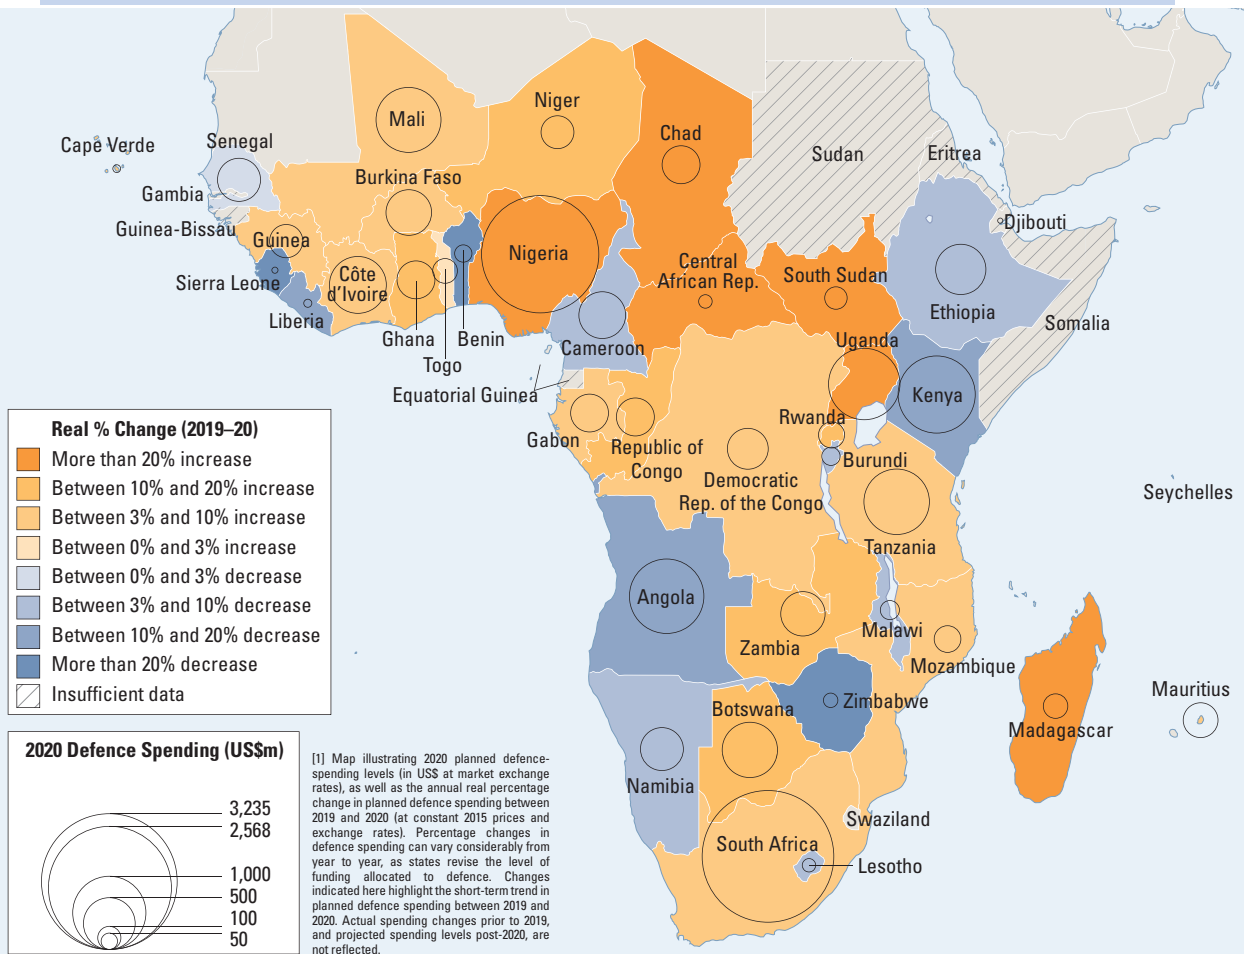 Cape Verde
Senegal
Gambia
Guinea-Bissau
Guinea
Sierra Leone
Liberia
Mali
Burkina Faso
Côte
d'Ivoire
Ghana
Togo
Benin
Niger
Nigeria
Chad
Cameroon
Equatorial Guinea
Central
African Rep.
Sudan
South Sudan
Eritrea
Djibouti
Ethiopia
Somalia
Uganda
Kenya
Rwanda
Burundi
Gabon
Republic of
Congo
Democratic
Rep. of the Congo
Tanzania
Seychelles
Angola
Zambia
Malawi
Mozambique
Zimbabwe
Botswana
Namibia
Madagascar
Mauritius
Swaziland
South Africa
Lesotho
Real % Change (2019–20)
More than 20% increase
Between 10% and 20% increase
Between 3% and 10% increase
Between 0% and 3% increase
Between 0% and 3% decrease
Between 3% and 10% decrease
Between 10% and 20% decrease
More than 20% decrease
Insufficient data
2020 Defence Spending (US$m)
3,235
2,568
1,000
500
100
50
[1] Map illustrating 2020 planned defence-
spending levels (in US$ at market exchange
rates), as well as the annual real percentage
change in planned defence spending between
2019 and 2020 (at constant 2015 prices and
exchange rates). Percentage changes in
defence spending can vary considerably from
year to year, as states revise the level of
funding allocated to defence. Changes
indicated here highlight the short-term trend in
planned defence spending between 2019 and
2020. Actual spending changes prior to 2019,
and projected spending levels post-2020, are
not reflected.